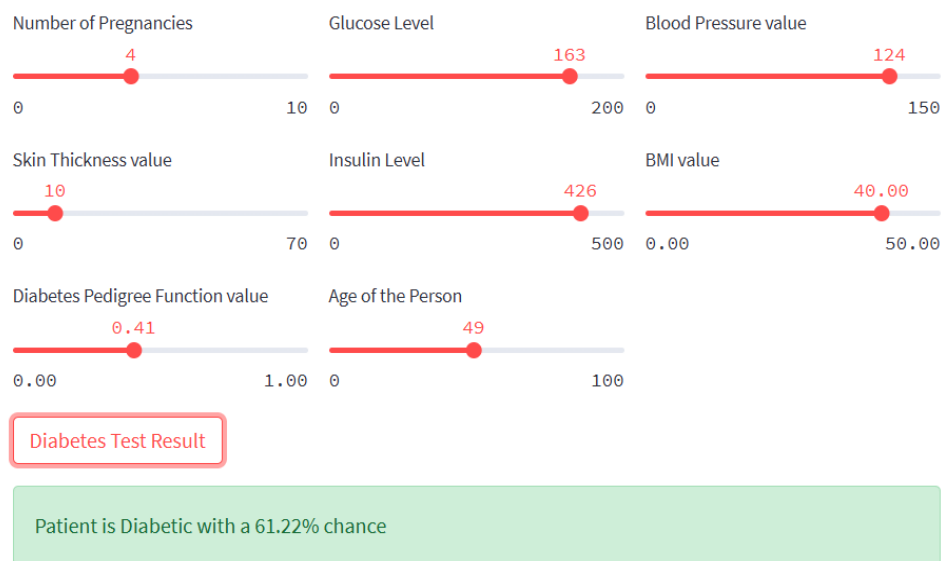 Number of Pregnancies Glucose Level Blood Pressure value
4 163 124
0 10 0 200 0 150
Skin Thickness value Insulin Level BMI value
10 426 40.00
0 70 0 500 0.00 50.00
Diabetes Pedigree Function value Age of the Person
0.41 49
0.00 1.00 0 100
Diabetes Test Result
Patient is Diabetic with a 61.22% chance